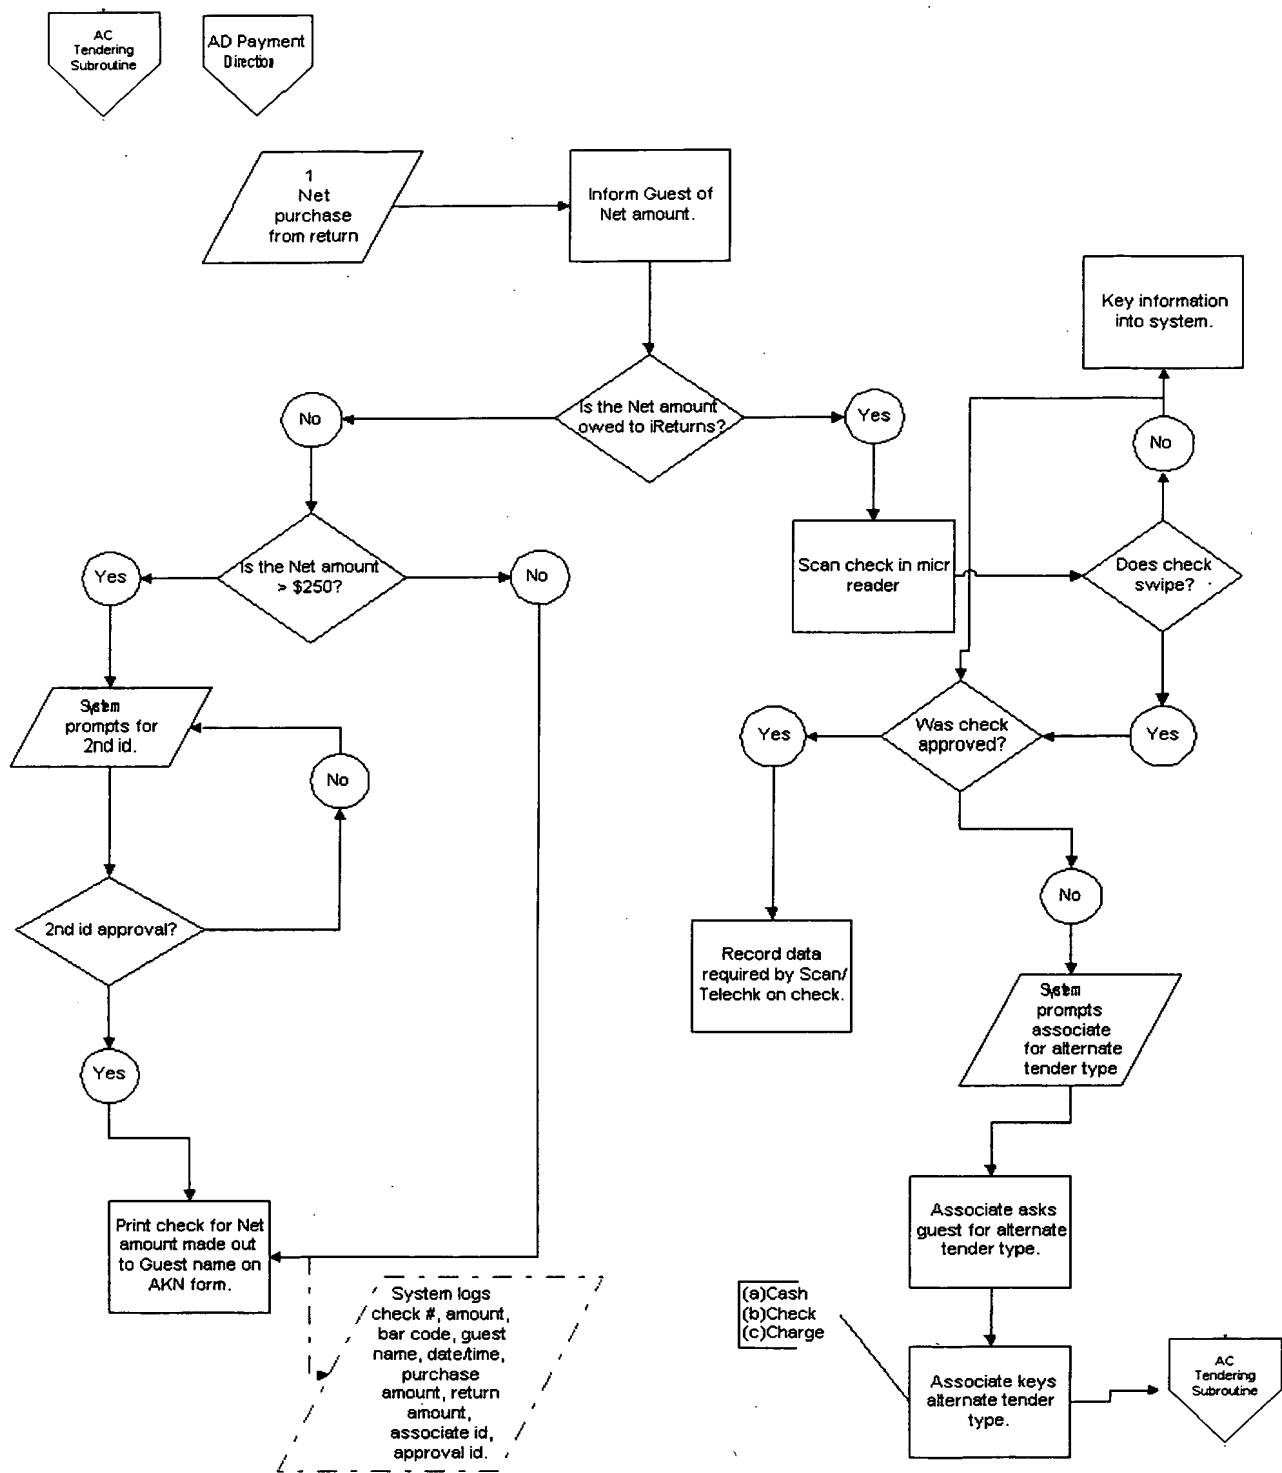 AC
Tendering
Subroutine
AD Payment
Direction
1
Net
purchase
from return
Inform Guest of
Net amount.
Key information
into system.
Is the Net amount
owed to iReturns?
No
Yes
No
Is the Net amount
> $250?
Yes
No
Scan check in micr
reader
Does check
swipe?
System
prompts for
2nd id.
No
Was check
approved?
Yes
Yes
2nd id approval?
No
Record data
required by Scan/
Telechk on check.
System
prompts
associate
for alternate
tender type
Yes
Print check for Net
amount made out
to Guest name on
AKN form.
Associate asks
guest for alternate
tender type.
System logs
check #, amount,
bar code, guest
name, date/time,
purchase
amount, return
amount,
associate id,
approval id.
(a)Cash
(b)Check
(c)Charge
Associate keys
alternate tender
type.
AC
Tendering
Subroutine